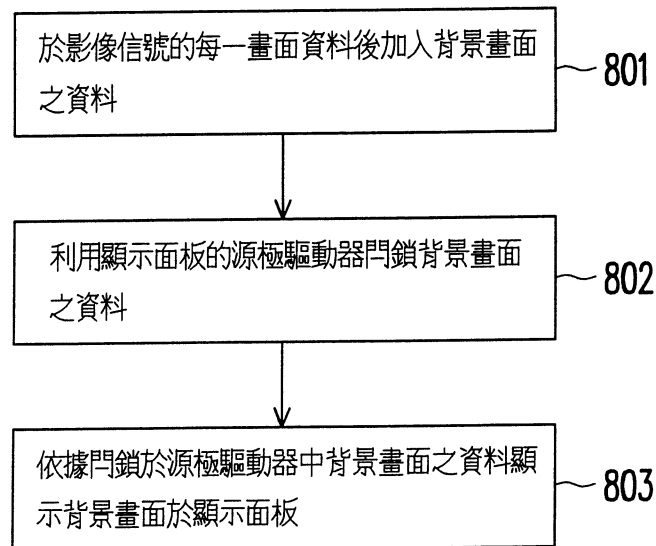 於影像信號的每一畫面資料後加入背景畫面
之資料
801
利用顯示面板的源極驅動器閂鎖背景畫面
之資料
802
依據閂鎖於源極驅動器中背景畫面之資料顯
示背景畫面於顯示面板
803